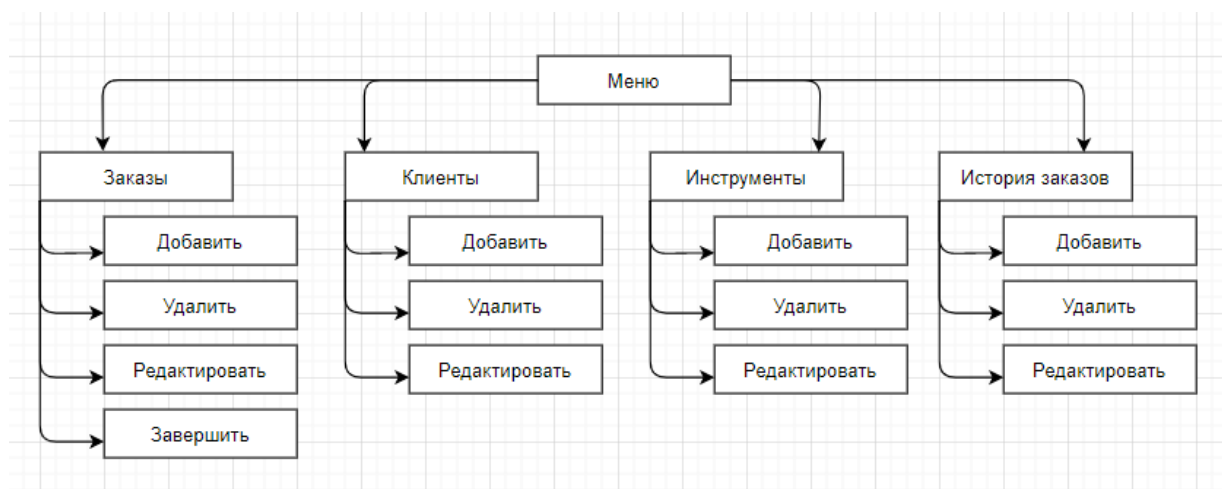 Меню
Заказы
Добавить
Удалить
Редактировать
Завершить
Клиенты
Добавить
Удалить
Редактировать
Инструменты
Добавить
Удалить
Редактировать
История заказов
Добавить
Удалить
Редактировать